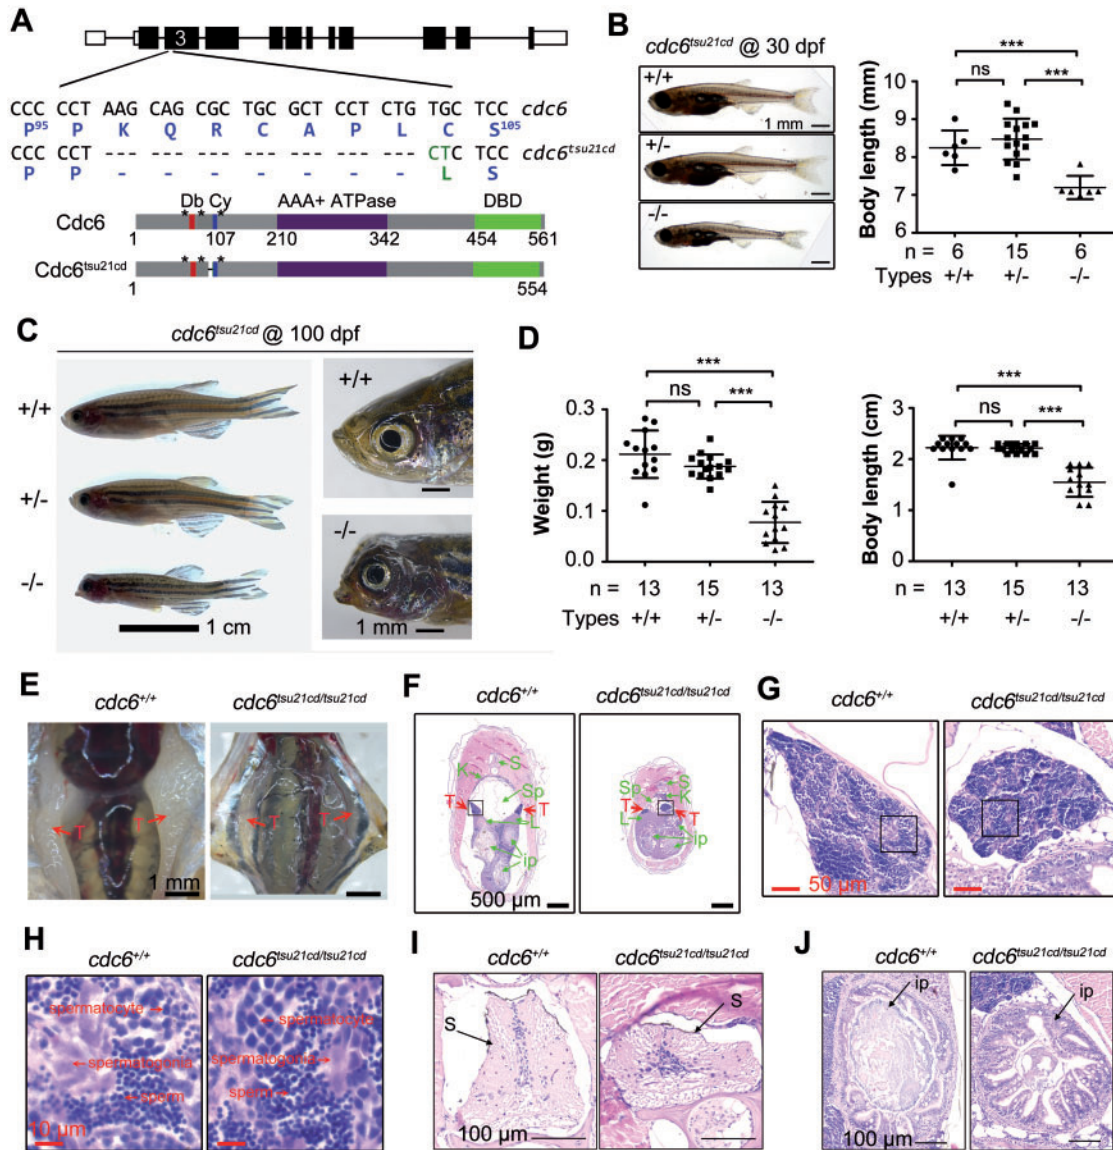 A
3
CCC CCT AAG CAG CGC TGC GCT CCT CTG TGC TCC cdc6
P95 P K Q R C A P L C S105
CCC CCT --- --- --- --- --- --- --- CTC TCC cdc6tsu21cd
P P - - - - - - - L S
Db Cy AAA+ ATPase DBD
Cdc6
1 107 210 342 454 561
Cdc6tsu21cd
1 554
B
cdc6tsu21cd @ 30 dpf
+/+
1 mm
+/-
-/-
***
ns ***
Body length (mm)
10
9
8
7
6
n = 6 15 6
Types +/+ +/- -/-
C
cdc6tsu21cd @ 100 dpf
+/+
+/-
-/-
1 cm
+/+
-/-
1 mm
D
***
ns ***
Weight (g)
0.3
0.2
0.1
0.0
n = 13 15 13
Types +/+ +/- -/-
***
ns ***
Body length (cm)
3
2
1
0
n = 13 15 13
Types +/+ +/- -/-
E
cdc6+/+ cdc6tsu21cd/tsu21cd
T T T T
1 mm
F
cdc6+/+ cdc6tsu21cd/tsu21cd
K S
Sp
T T
L
ip
500 µm
S
Sp K
T T
L
ip
G
cdc6+/+ cdc6tsu21cd/tsu21cd
50 µm
H
cdc6+/+ cdc6tsu21cd/tsu21cd
spermatocyte
spermatogonia
sperm
10 µm
spermatocyte
spermatogonia
sperm
I
cdc6+/+ cdc6tsu21cd/tsu21cd
S S
100 µm
J
cdc6+/+ cdc6tsu21cd/tsu21cd
ip ip
100 µm